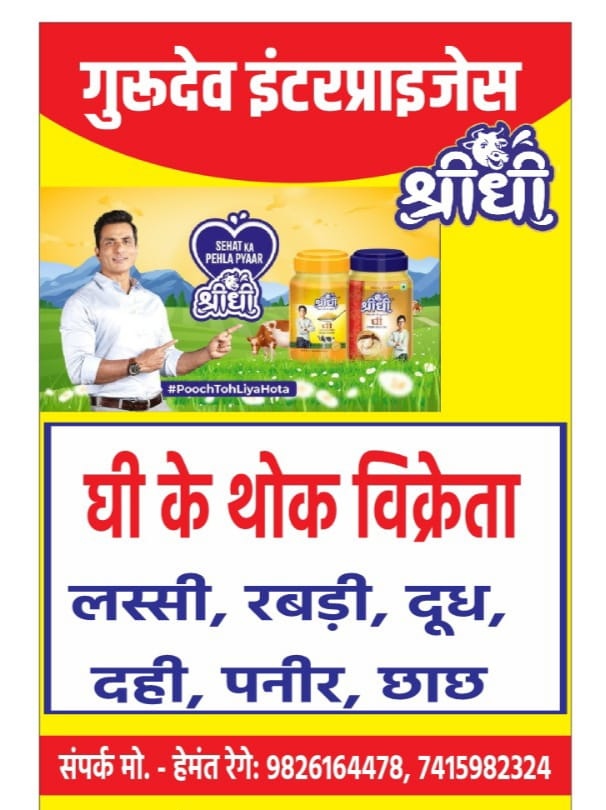 गुरूदेव इंटरप्राइजेस
श्रीधी
SEHAT KA
PEHLA PYAAR
श्रीधी
श्रीधी
घी
श्रीधी
घी
#PoochTohLiyaHota
घी के थोक विक्रेता
लस्सी, रबड़ी, दूध,
दही, पनीर, छाछ
संपर्क मो. - हेमंत रेगे: 9826164478, 7415982324